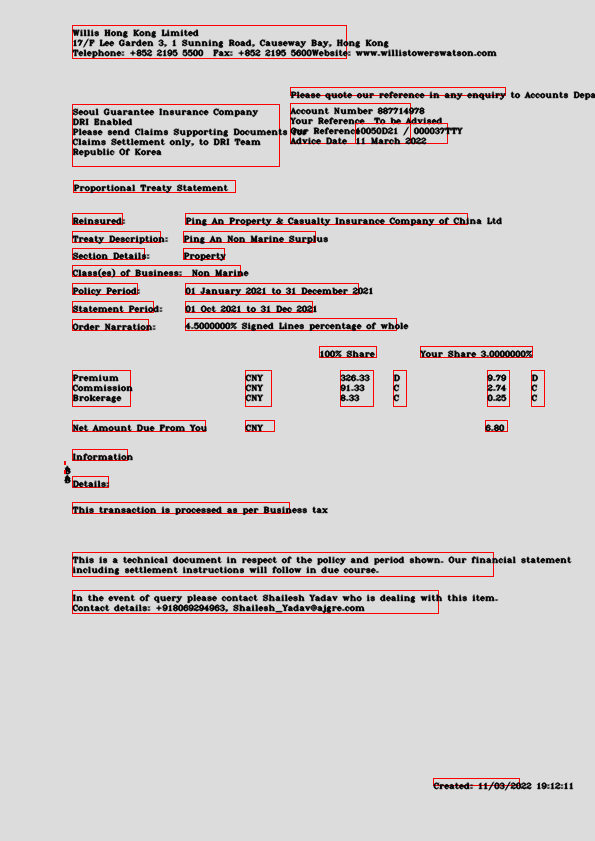 Willis Hong Kong Limited
17/F Lee Garden 3, 1 Sunning Road, Causeway Bay, Hong Kong
Telephone: +852 2195 5500 Fax: +852 2195 5600Website: www.willistowerswatson.com
Please quote our reference in any enquiry to Accounts Depa
Seoul Guarantee Insurance Company
DRI Enabled
Please send Claims Supporting Documents for
Claims Settlement only, to DRI Team
Republic Of Korea
Account Number 887714978
Your Reference To be Advised
Our Reference 10050D21 / 000037TTY
Advice Date 11 March 2022
Proportional Treaty Statement
Reinsured: Ping An Property & Casualty Insurance Company of China Ltd
Treaty Description: Ping An Non Marine Surplus
Section Details: Property
Class(es) of Business: Non Marine
Policy Period: 01 January 2021 to 31 December 2021
Statement Period: 01 Oct 2021 to 31 Dec 2021
Order Narration: 4.5000000% Signed Lines percentage of whole
100% Share Your Share 3.0000000%
Premium CNY 326.33 D 9.79 D
Commission CNY 91.33 C 2.74 C
Brokerage CNY 8.33 C 0.25 C
Net Amount Due From You CNY 6.80
Information
Details:
This transaction is processed as per Business tax
This is a technical document in respect of the policy and period shown. Our financial statement
including settlement instructions will follow in due course.
In the event of query please contact Shailesh Yadav who is dealing with this item.
Contact details: +918069294963, Shailesh_Yadav@ajgre.com
Created: 11/03/2022 19:12:11